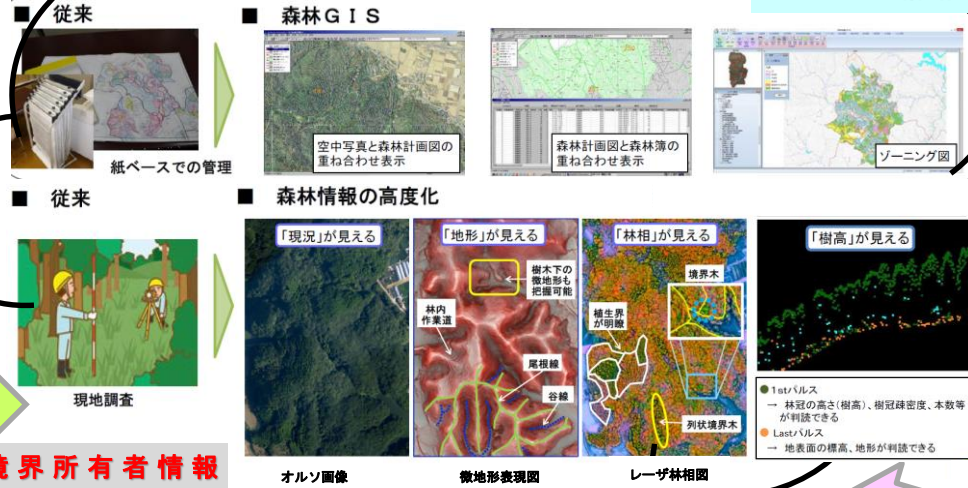 ■ 従来
■ 森林ＧＩＳ
紙ベースでの管理
空中写真と森林計画図の
重ね合わせ表示
森林計画図と森林簿の
重ね合わせ表示
ゾーニング図
■ 従来
■ 森林情報の高度化
現地調査
「現況」が見える
「地形」が見える
樹木下の
微地形も
把握可能
林内
作業道
尾根線
谷線
「林相」が見える
境界木
植生界
が明瞭
列状境界木
「樹高」が見える
● 1stパルス
→ 林冠の高さ(樹高)、樹冠疎密度、本数等
が判読できる
● Lastパルス
→ 地表面の標高、地形が判読できる
界所有者情報
オルソ画像
微地形表現図
レーザ林相図